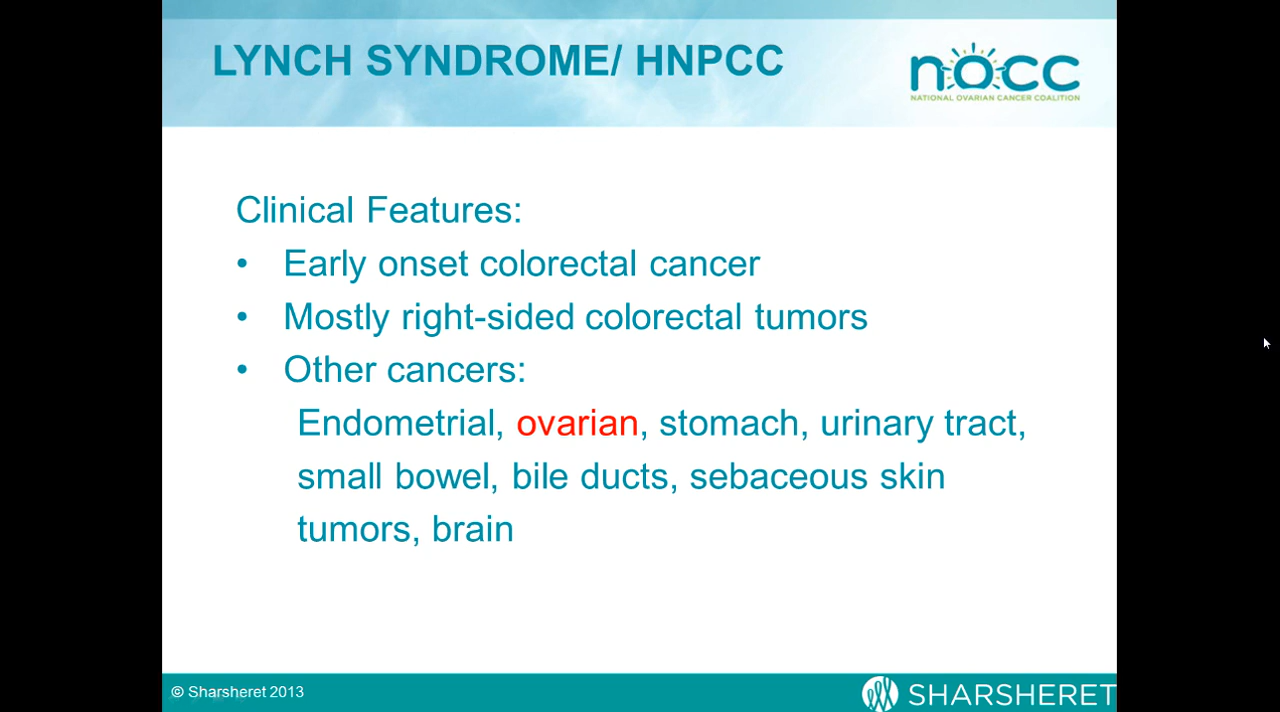 LYNCH SYNDROME/ HNPCC
nocc
NATIONAL OVARIAN CANCER COALITION
Clinical Features:
• Early onset colorectal cancer
• Mostly right-sided colorectal tumors
• Other cancers:
Endometrial, ovarian, stomach, urinary tract,
small bowel, bile ducts, sebaceous skin
tumors, brain
© Sharsheret 2013
SHARSHERET